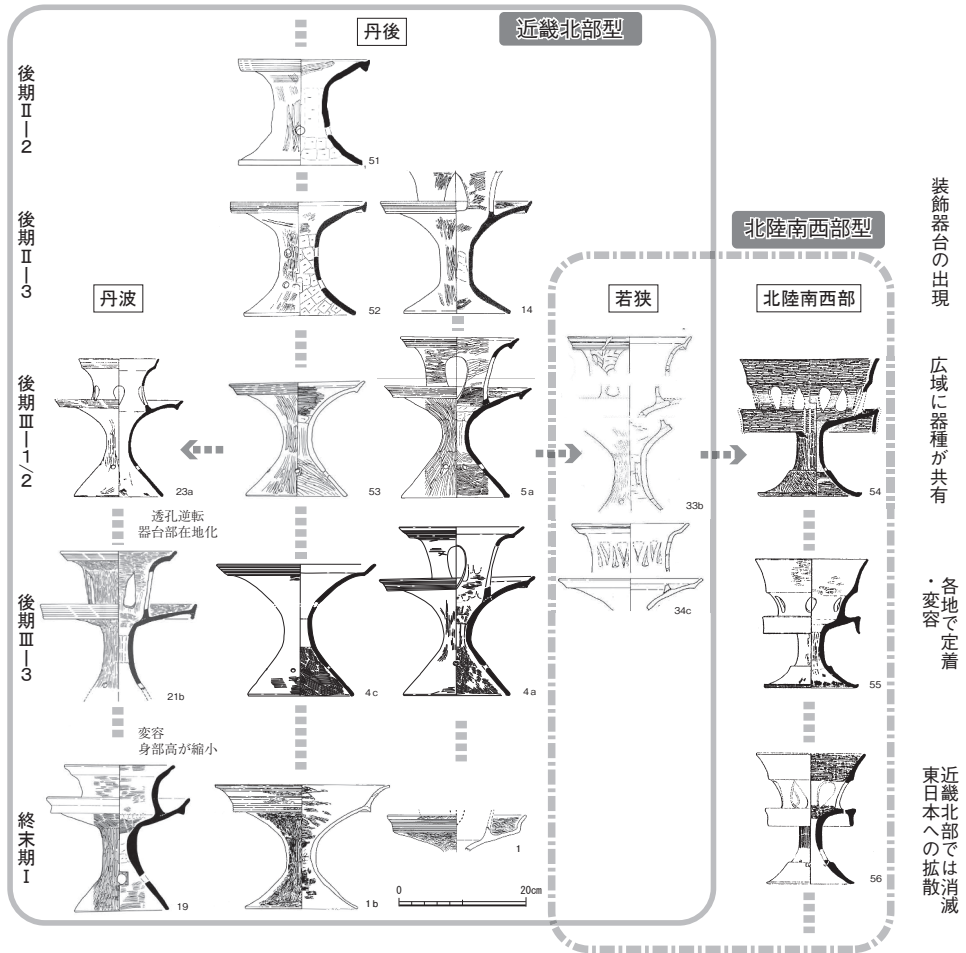 近畿北部型
丹後
後期Ⅱ―2
51
装飾器台の出現
北陸南西部型
後期Ⅱ―3
52
14
丹波
若狭
北陸南西部
広域に器種が共有
後期Ⅲ―1/2
23a
53
5a
33b
54
透孔逆転
器台部在地化
各地で定着
・変容
後期Ⅲ―3
21b
4c
4a
34c
55
変容
身部高が縮小
近畿北部では消滅
東日本への拡散
終末期Ⅰ
19
1b
1
0
20cm
56